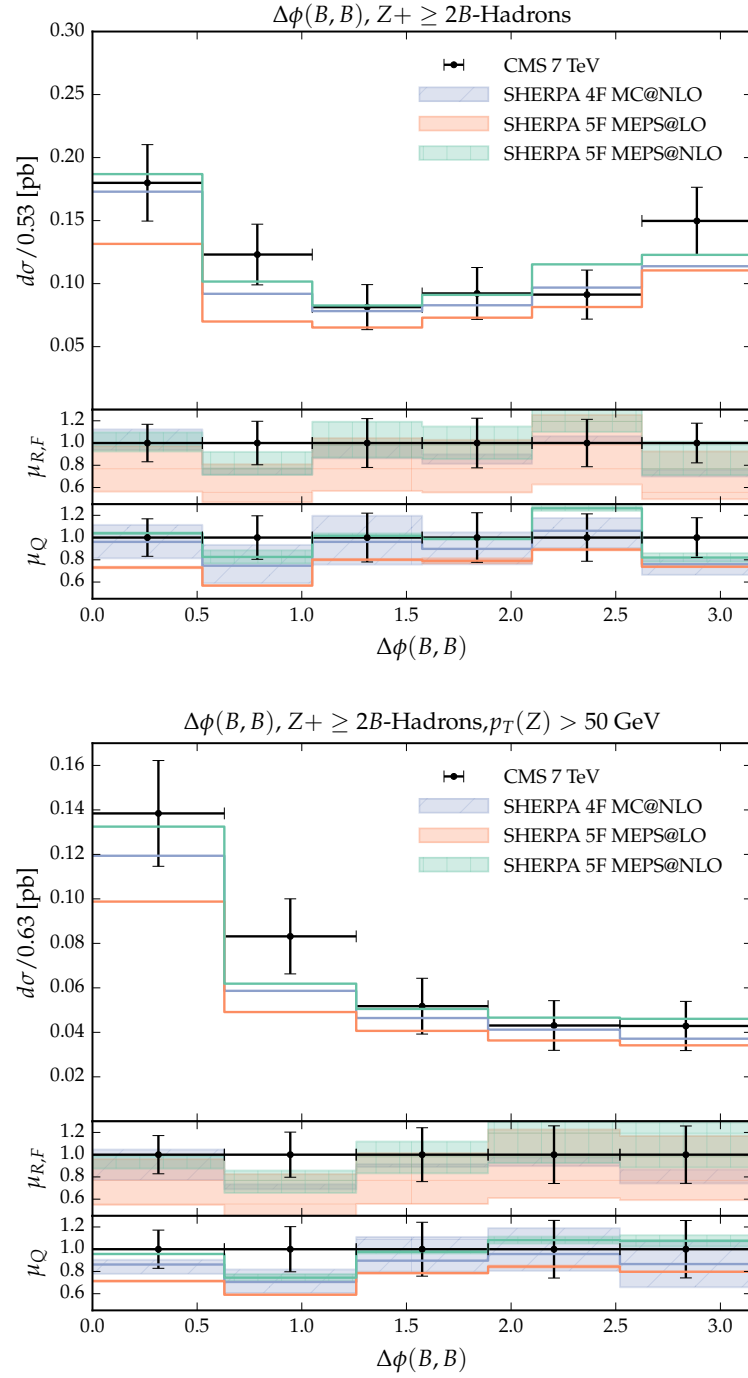 Δϕ(B, B), Z+ ≥ 2B-Hadrons
0.30
0.25
0.20
0.15
0.10
0.05
dσ/0.53 [pb]
CMS 7 TeV
SHERPA 4F MC@NLO
SHERPA 5F MEPS@LO
SHERPA 5F MEPS@NLO
1.2
1.0
0.8
0.6
μR,F
1.2
1.0
0.8
0.6
μQ
0.0 0.5 1.0 1.5 2.0 2.5 3.0
Δϕ(B, B)
Δϕ(B, B), Z+ ≥ 2B-Hadrons,pT(Z) > 50 GeV
0.16
0.14
0.12
0.10
0.08
0.06
0.04
0.02
dσ/0.63 [pb]
CMS 7 TeV
SHERPA 4F MC@NLO
SHERPA 5F MEPS@LO
SHERPA 5F MEPS@NLO
1.2
1.0
0.8
0.6
μR,F
1.2
1.0
0.8
0.6
μQ
0.0 0.5 1.0 1.5 2.0 2.5 3.0
Δϕ(B, B)